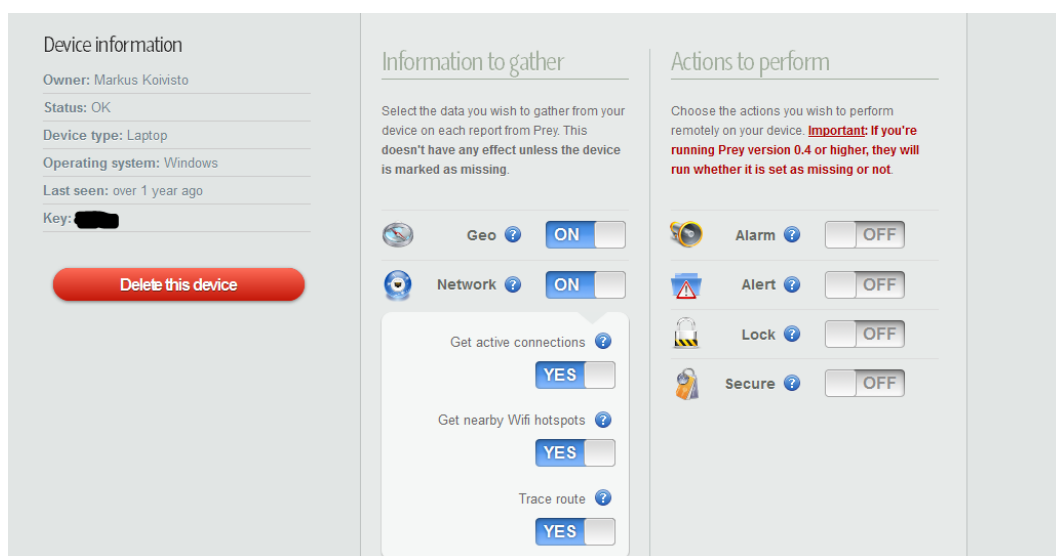 Device information
Owner: Markus Koivisto
Status: OK
Device type: Laptop
Operating system: Windows
Last seen: over 1 year ago
Key:
Delete this device
Information to gather
Select the data you wish to gather from your
device on each report from Prey. This
doesn't have any effect unless the device
is marked as missing.
Geo ? ON
Network ? ON
Get active connections ?
YES
Get nearby Wifi hotspots ?
YES
Trace route ?
YES
Actions to perform
Choose the actions you wish to perform
remotely on your device. Important: If you're
running Prey version 0.4 or higher, they will
run whether it is set as missing or not.
Alarm ? OFF
Alert ? OFF
Lock ? OFF
Secure ? OFF